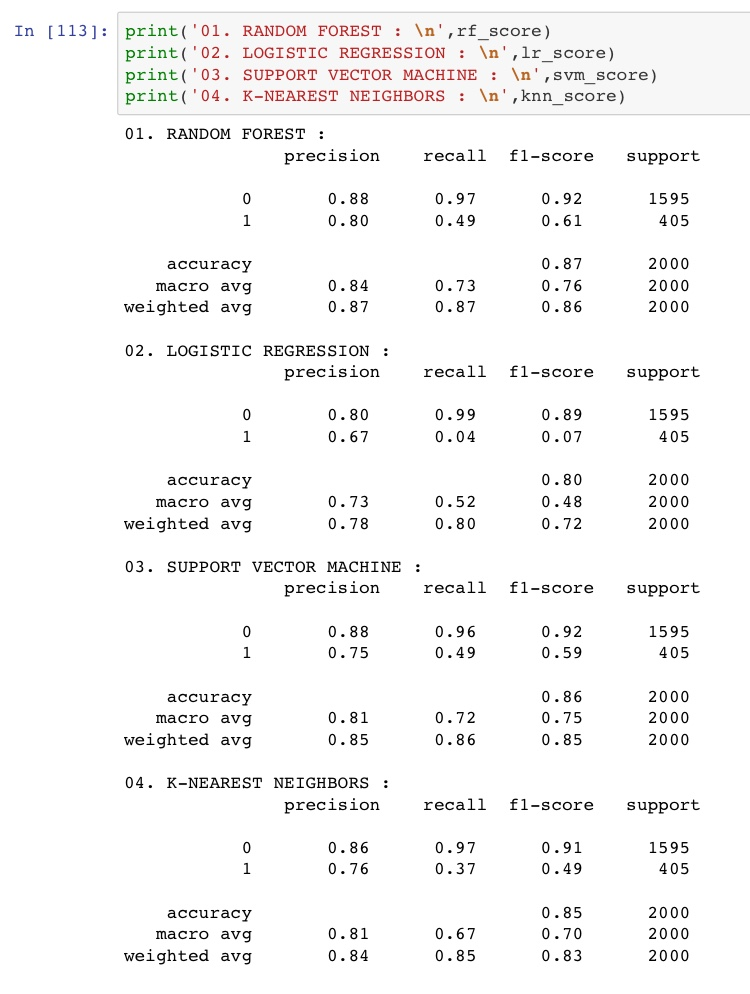 In [113]: print('01. RANDOM FOREST : \n',rf_score)
print('02. LOGISTIC REGRESSION : \n',lr_score)
print('03. SUPPORT VECTOR MACHINE : \n',svm_score)
print('04. K-NEAREST NEIGHBORS : \n',knn_score)
01. RANDOM FOREST :
precision recall f1-score support
0 0.88 0.97 0.92 1595
1 0.80 0.49 0.61 405
accuracy 0.87 2000
macro avg 0.84 0.73 0.76 2000
weighted avg 0.87 0.87 0.86 2000
02. LOGISTIC REGRESSION :
precision recall f1-score support
0 0.80 0.99 0.89 1595
1 0.67 0.04 0.07 405
accuracy 0.80 2000
macro avg 0.73 0.52 0.48 2000
weighted avg 0.78 0.80 0.72 2000
03. SUPPORT VECTOR MACHINE :
precision recall f1-score support
0 0.88 0.96 0.92 1595
1 0.75 0.49 0.59 405
accuracy 0.86 2000
macro avg 0.81 0.72 0.75 2000
weighted avg 0.85 0.86 0.85 2000
04. K-NEAREST NEIGHBORS :
precision recall f1-score support
0 0.86 0.97 0.91 1595
1 0.76 0.37 0.49 405
accuracy 0.85 2000
macro avg 0.81 0.67 0.70 2000
weighted avg 0.84 0.85 0.83 2000